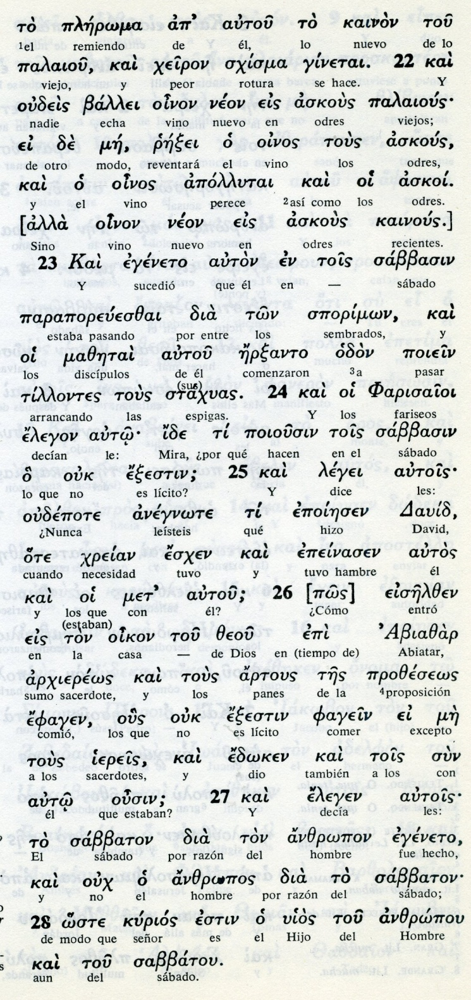 τὸ πλήρωμα ἀπ' αὐτοῦ τὸ καινὸν τοῦ
¹el remiendo de él, lo nuevo de lo
παλαιοῦ, καὶ χεῖρον σχίσμα γίνεται. 22 καὶ
viejo, y peor rotura se hace. Y
οὐδεὶς βάλλει οἶνον νέον εἰς ἀσκοὺς παλαιούς·
nadie echa vino nuevo en odres viejos;
εἰ δὲ μή, ῥήξει ὁ οἶνος τοὺς ἀσκούς,
de otro modo, reventará el vino los odres,
καὶ ὁ οἶνος ἀπόλλυται καὶ οἱ ἀσκοί.
y el vino perece ²así como los odres.
[ἀλλὰ οἶνον νέον εἰς ἀσκοὺς καινούς.]
Sino vino nuevo en odres recientes.
23 Καὶ ἐγένετο αὐτὸν ἐν τοῖς σάββασιν
Y sucedió que él en — sábado
παραπορεύεσθαι διὰ τῶν σπορίμων, καὶ
estaba pasando por entre los sembrados, y
οἱ μαθηταὶ αὐτοῦ ἤρξαντο ὁδὸν ποιεῖν
los discípulos de él comenzaron ³a pasar
(sus)
τίλλοντες τοὺς στάχυας. 24 καὶ οἱ Φαρισαῖοι
arrancando las espigas. Y los fariseos
ἔλεγον αὐτῷ· ἴδε τί ποιοῦσιν τοῖς σάββασιν
decían le: Mira, ¿por qué hacen en el sábado
ὃ οὐκ ἔξεστιν; 25 καὶ λέγει αὐτοῖς·
lo que no es lícito? Y dice les:
οὐδέποτε ἀνέγνωτε τί ἐποίησεν Δαυίδ,
¿Nunca leísteis qué hizo David,
ὅτε χρείαν ἔσχεν καὶ ἐπείνασεν αὐτὸς
cuando necesidad tuvo y tuvo hambre él
καὶ οἱ μετ' αὐτοῦ; 26 [πῶς] εἰσῆλθεν
y los que con él? ¿Cómo entró
(estaban)
εἰς τὸν οἶκον τοῦ θεοῦ ἐπὶ Ἀβιαθὰρ
en la casa — de Dios en (tiempo de) Abiatar,
ἀρχιερέως καὶ τοὺς ἄρτους τῆς προθέσεως
sumo sacerdote, y los panes de la ⁴proposición
ἔφαγεν, οὓς οὐκ ἔξεστιν φαγεῖν εἰ μὴ
comió, los que no es lícito comer excepto
τοὺς ἱερεῖς, καὶ ἔδωκεν καὶ τοῖς σὺν
a los sacerdotes, y dio también a los con
αὐτῷ οὖσιν; 27 καὶ ἔλεγεν αὐτοῖς·
él que estaban? Y decía les:
τὸ σάββατον διὰ τὸν ἄνθρωπον ἐγένετο,
El sábado por razón del hombre fue hecho,
καὶ οὐχ ὁ ἄνθρωπος διὰ τὸ σάββατον·
y no el hombre por razón del sábado;
28 ὥστε κύριός ἐστιν ὁ υἱὸς τοῦ ἀνθρώπου
de modo que señor es el Hijo del Hombre
καὶ τοῦ σαββάτου.
aun del sábado.